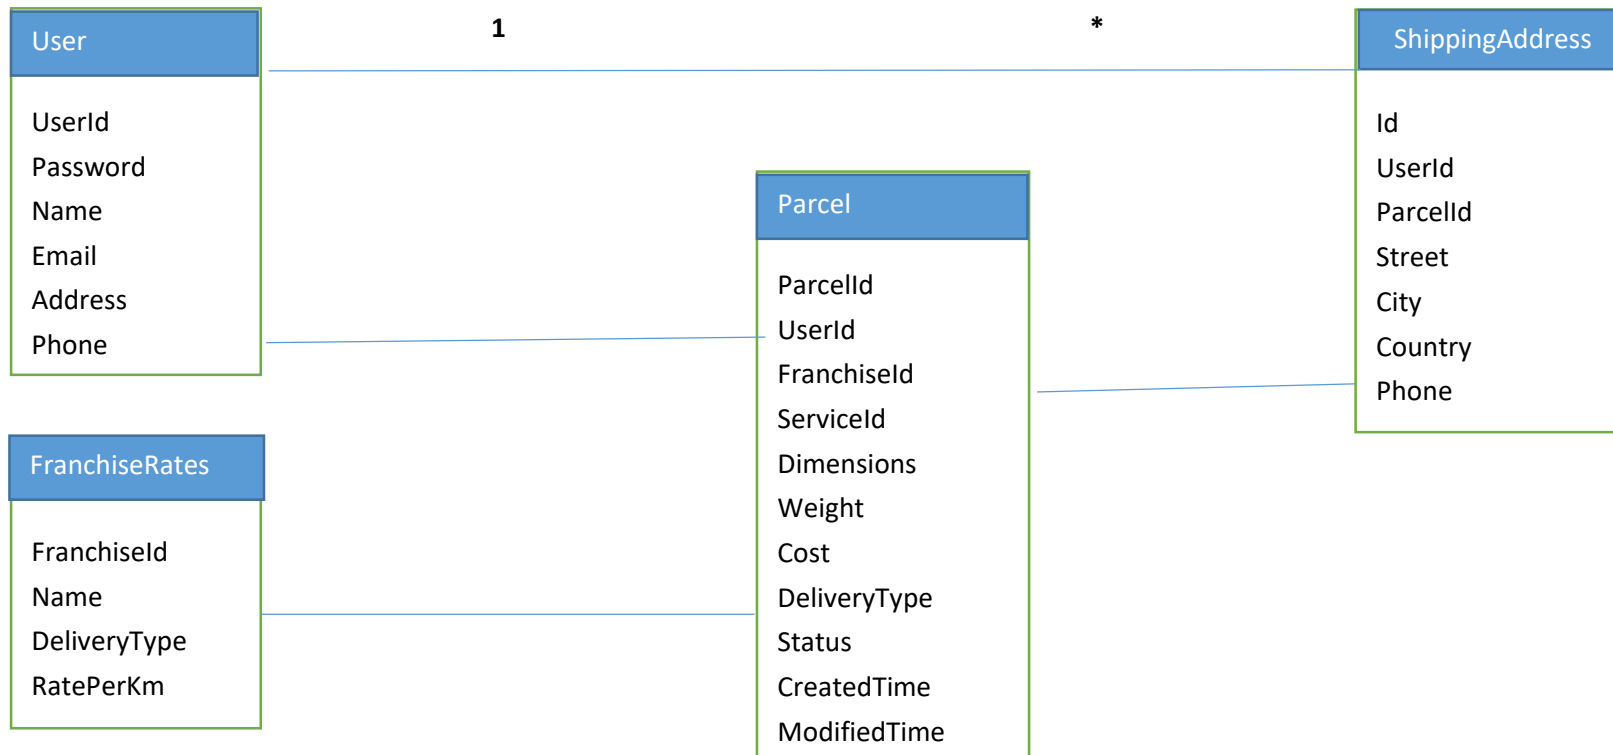 User
1
*
ShippingAddress
UserId
Password
Name
Email
Address
Phone
Id
UserId
ParcelId
Street
City
Country
Phone
Parcel
ParcelId
UserId
FranchiseId
ServiceId
Dimensions
Weight
Cost
DeliveryType
Status
CreatedTime
ModifiedTime
FranchiseRates
FranchiseId
Name
DeliveryType
RatePerKm